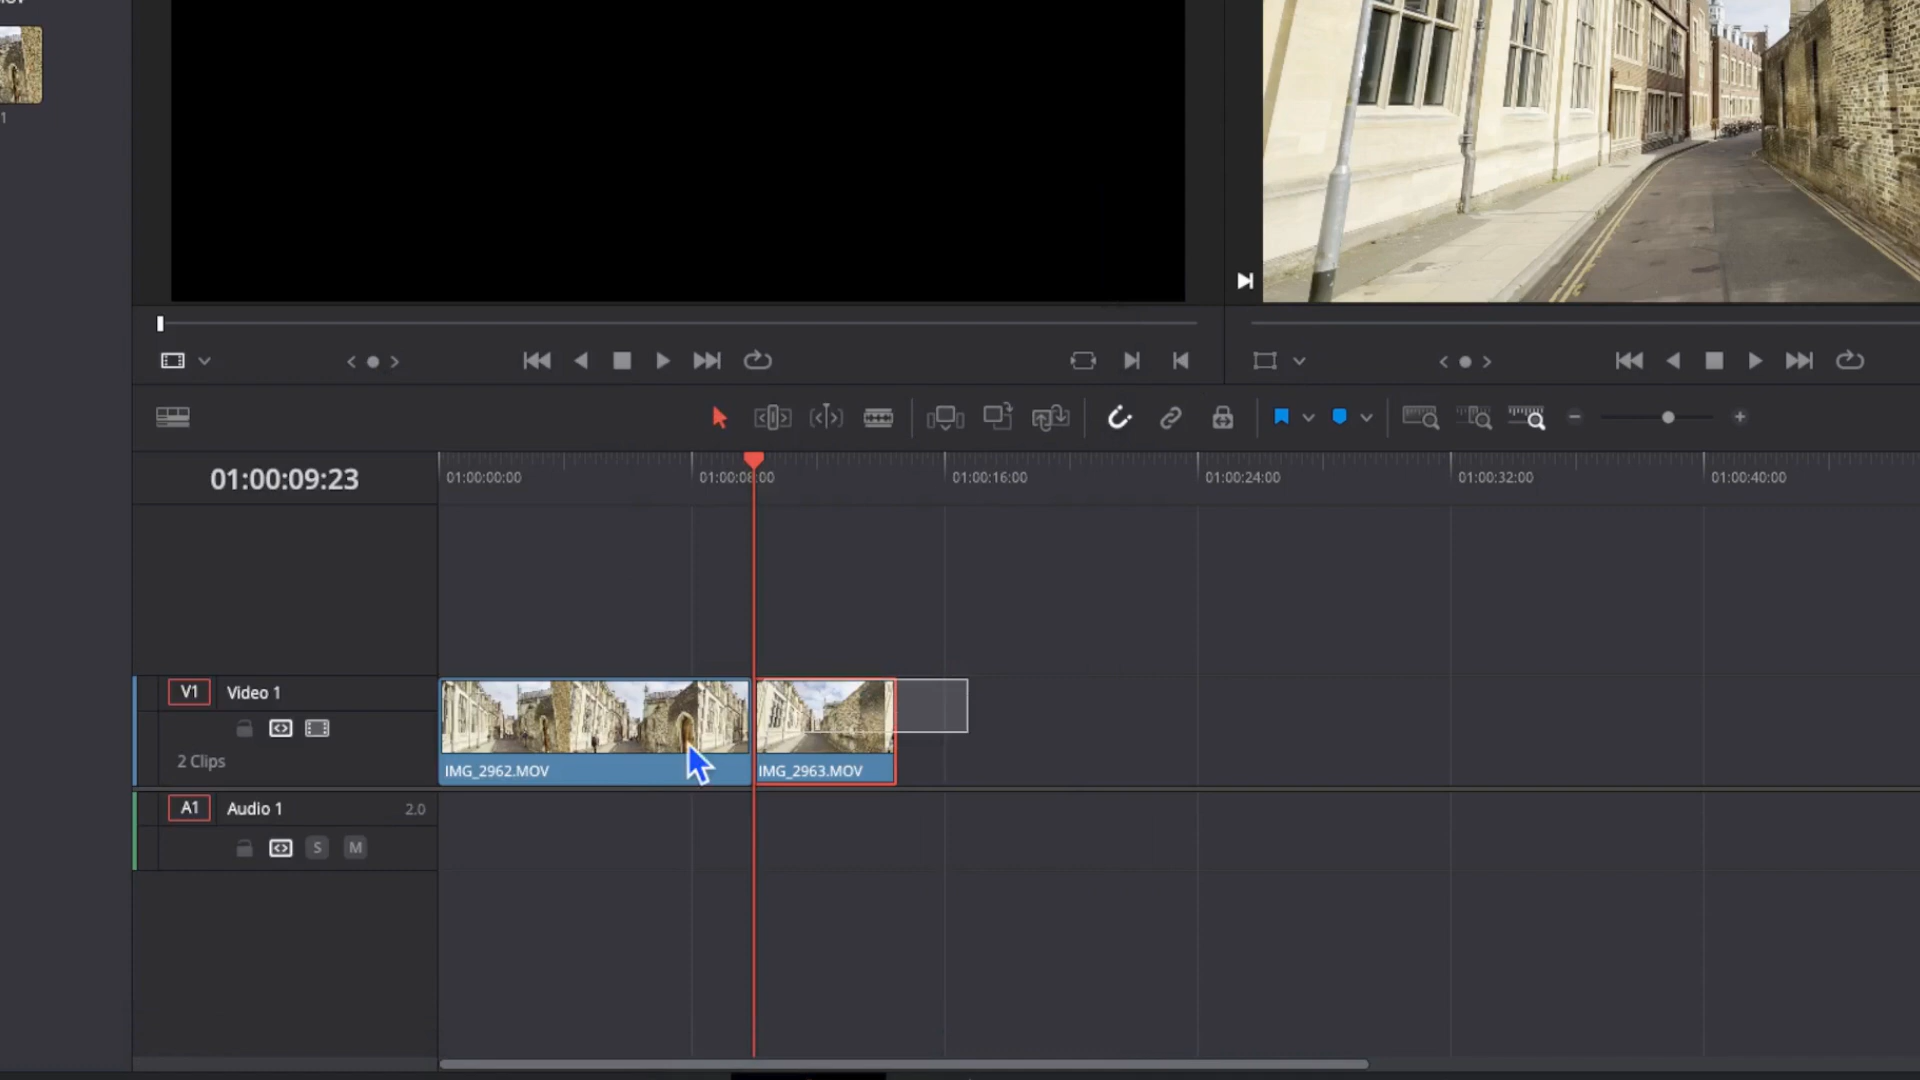 1
01:00:09:23
01:00:00:00
01:00:08:00
01:00:16:00
01:00:24:00
01:00:32:00
01:00:40:00
V1 Video 1
2 Clips
IMG_2962.MOV
IMG_2963.MOV
A1 Audio 1 2.0
S M